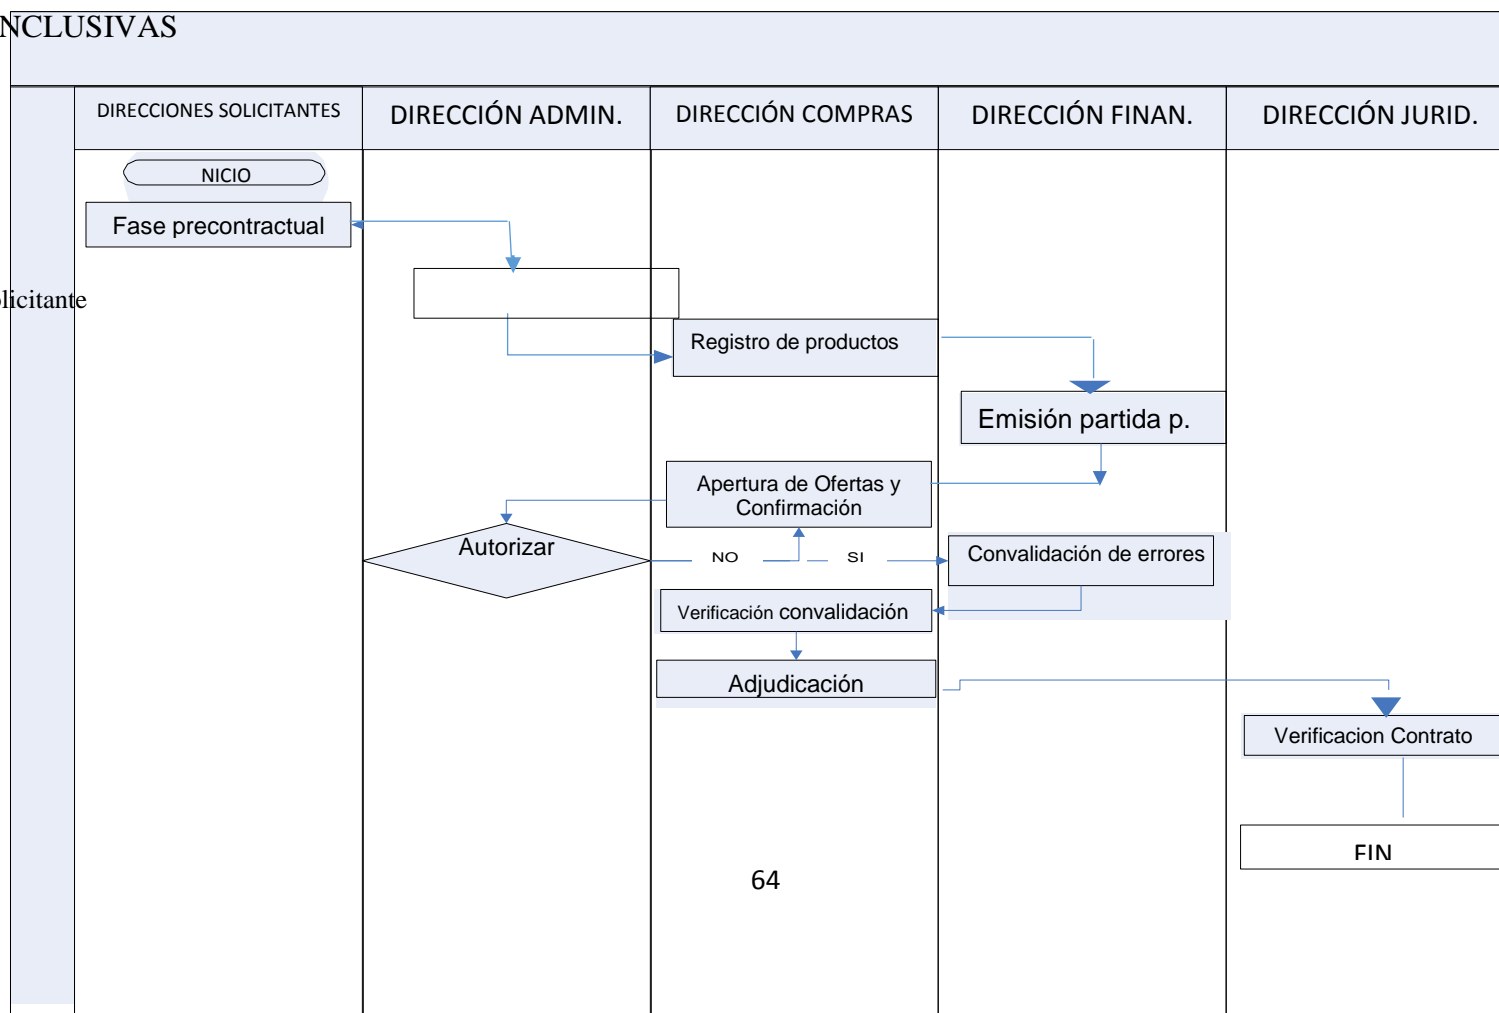 NCLUSIVAS
DIRECCIONES SOLICITANTES
DIRECCIÓN ADMIN.
DIRECCIÓN COMPRAS
DIRECCIÓN FINAN.
DIRECCIÓN JURID.
NICIO
Fase precontractual
licitante
Registro de productos
Emisión partida p.
Apertura de Ofertas y
Confirmación
Autorizar
NO
SI
Convalidación de errores
Verificación convalidación
Adjudicación
Verificacion Contrato
FIN
64